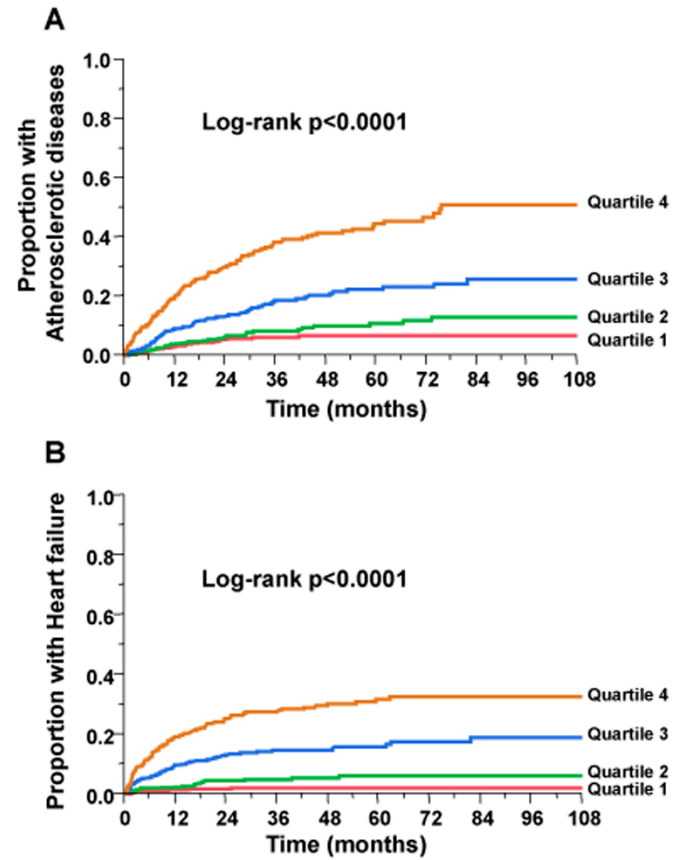 A
Proportion with
Atherosclerotic diseases
1.0
0.8
0.6
0.4
0.2
0.0
Log-rank p<0.0001
Quartile 4
Quartile 3
Quartile 2
Quartile 1
0 12 24 36 48 60 72 84 96 108
Time (months)
B
Proportion with Heart failure
1.0
0.8
0.6
0.4
0.2
0.0
Log-rank p<0.0001
Quartile 4
Quartile 3
Quartile 2
Quartile 1
0 12 24 36 48 60 72 84 96 108
Time (months)